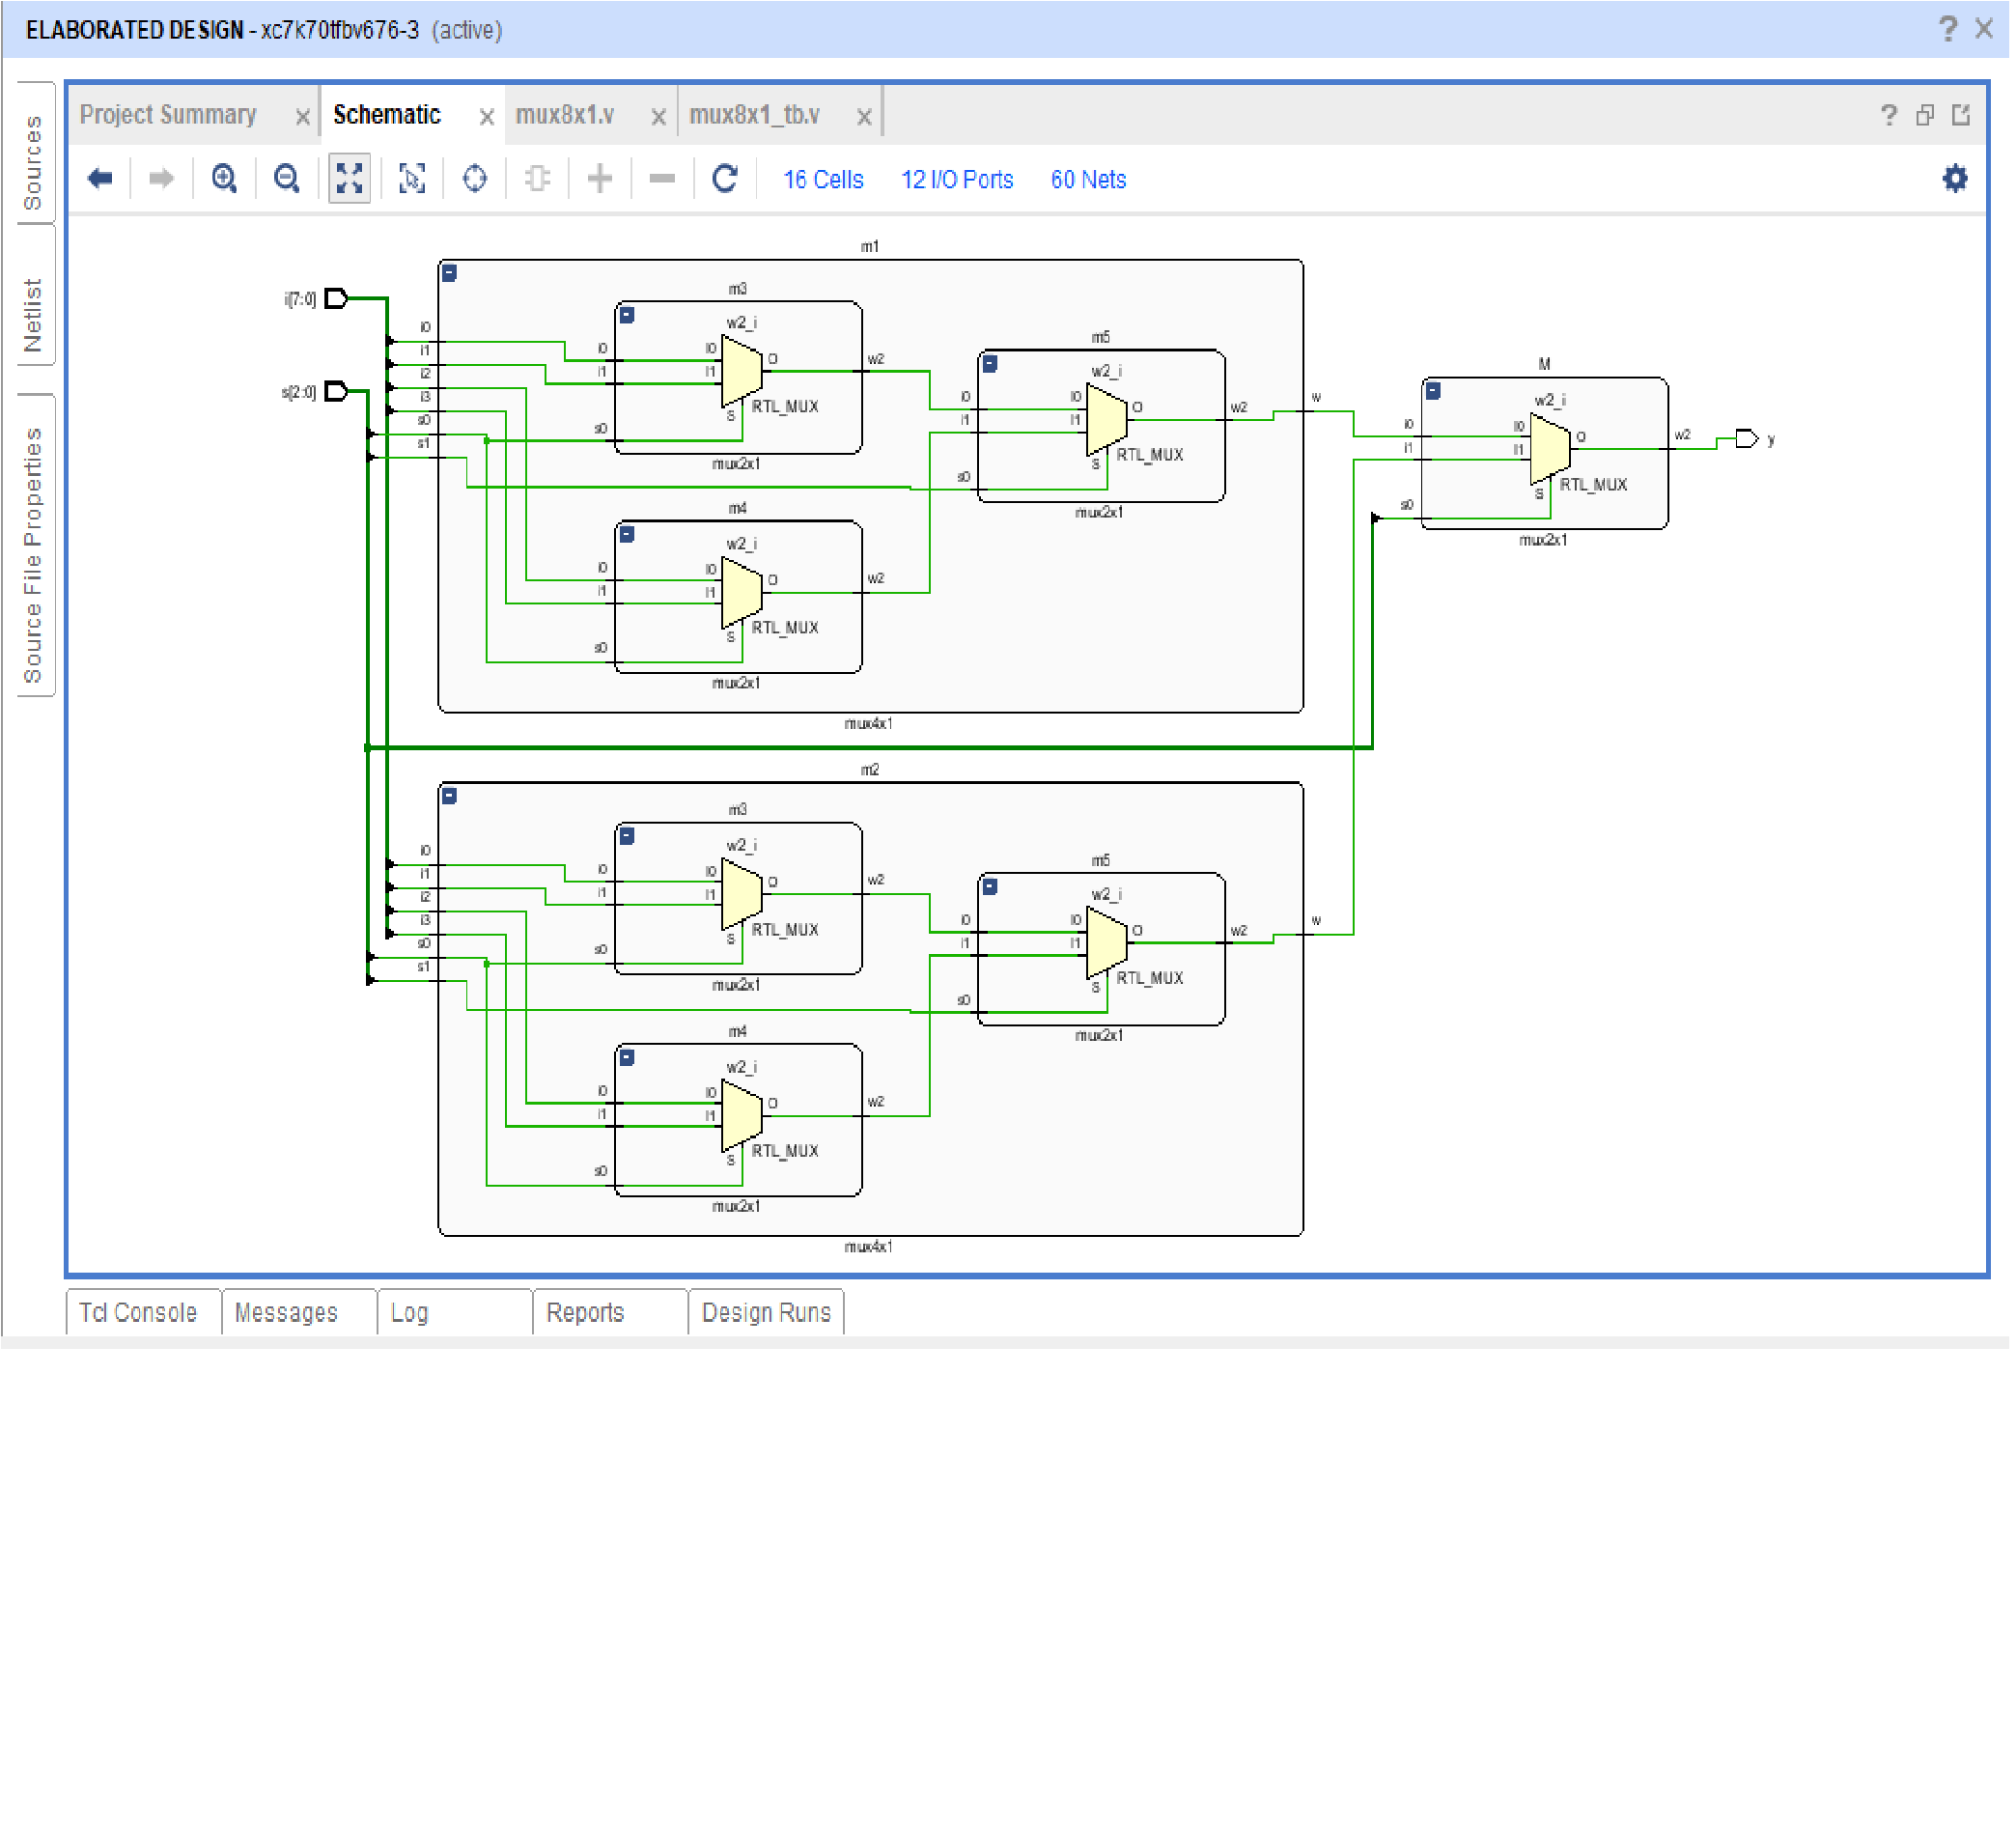 ELABORATED DESIGN - xc7k70tfbv676-3 (active)
Project Summary
Schematic
mux8x1.v
mux8x1_tb.v
16 Cells
12 I/O Ports
60 Nets
Sources
Netlist
Source File Properties
i[7:0]
s[2:0]
m1
i0
i1
i2
i3
s0
s1
m3
w2_i
i0
i1
s0
I0
I1
S
O
RTL_MUX
w2
mux2x1
m4
w2_i
i0
i1
s0
I0
I1
S
O
RTL_MUX
w2
mux2x1
m5
w2_i
i0
i1
s0
I0
I1
S
O
RTL_MUX
w2
mux2x1
w
mux4x1
M
w2_i
i0
i1
s0
I0
I1
S
O
RTL_MUX
w2
mux2x1
y
m2
i0
i1
i2
i3
s0
s1
m3
w2_i
i0
i1
s0
I0
I1
S
O
RTL_MUX
w2
mux2x1
m4
w2_i
i0
i1
s0
I0
I1
S
O
RTL_MUX
w2
mux2x1
m5
w2_i
i0
i1
s0
I0
I1
S
O
RTL_MUX
w2
mux2x1
w
mux4x1
Tcl Console
Messages
Log
Reports
Design Runs